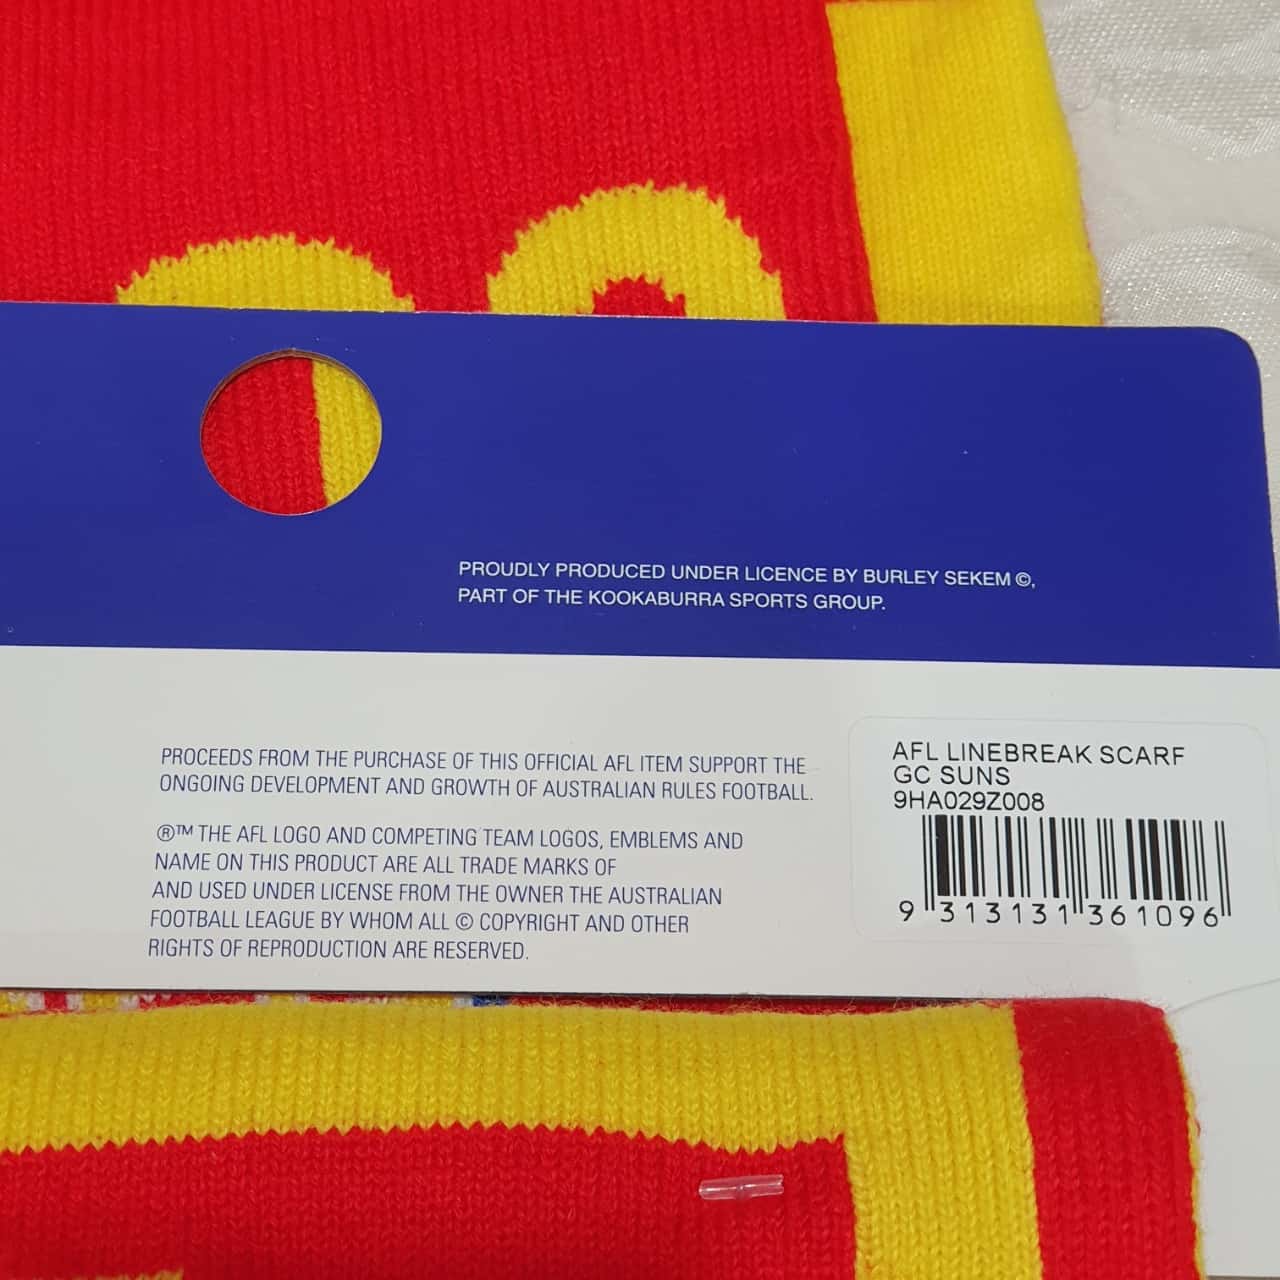 PROUDLY PRODUCED UNDER LICENCE BY BURLEY SEKEM ©,
PART OF THE KOOKABURRA SPORTS GROUP.
PROCEEDS FROM THE PURCHASE OF THIS OFFICIAL AFL ITEM SUPPORT THE
ONGOING DEVELOPMENT AND GROWTH OF AUSTRALIAN RULES FOOTBALL.
®™ THE AFL LOGO AND COMPETING TEAM LOGOS, EMBLEMS AND
NAME ON THIS PRODUCT ARE ALL TRADE MARKS OF
AND USED UNDER LICENSE FROM THE OWNER THE AUSTRALIAN
FOOTBALL LEAGUE BY WHOM ALL © COPYRIGHT AND OTHER
RIGHTS OF REPRODUCTION ARE RESERVED.
AFL LINEBREAK SCARF
GC SUNS
9HA029Z008
9 313131 361096